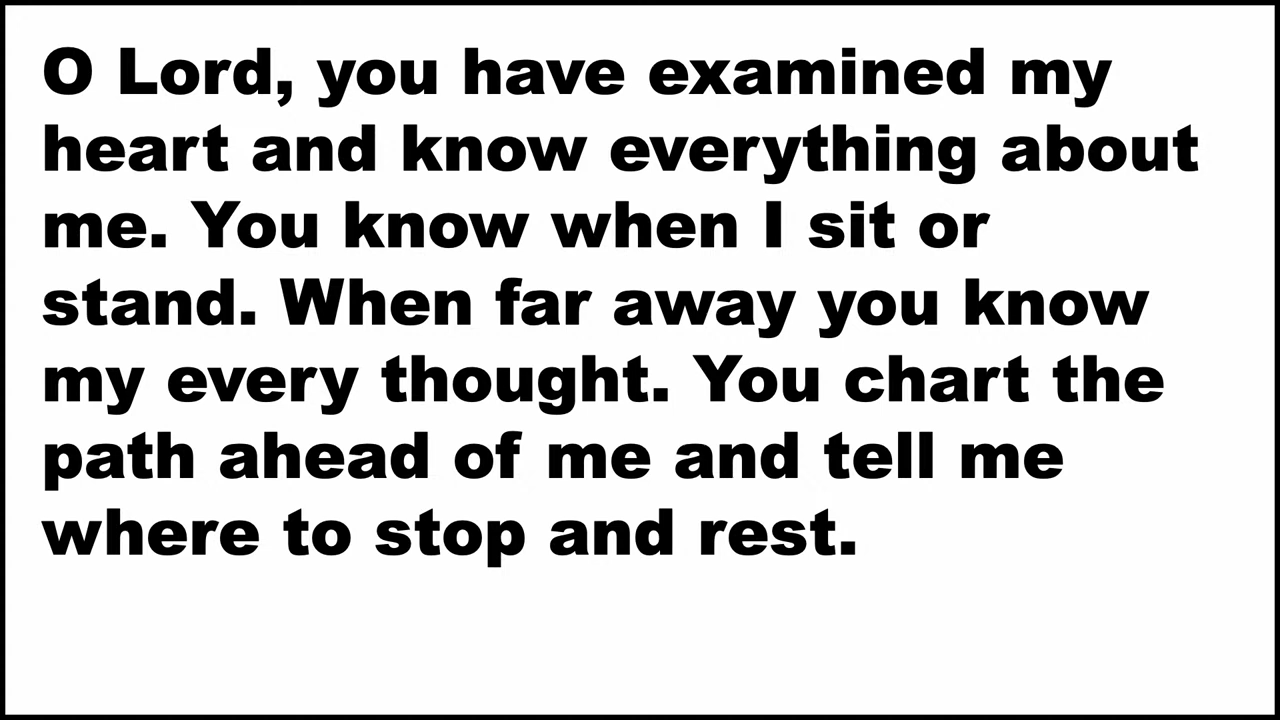 O Lord, you have examined my
heart and know everything about
me. You know when I sit or
stand. When far away you know
my every thought. You chart the
path ahead of me and tell me
where to stop and rest.